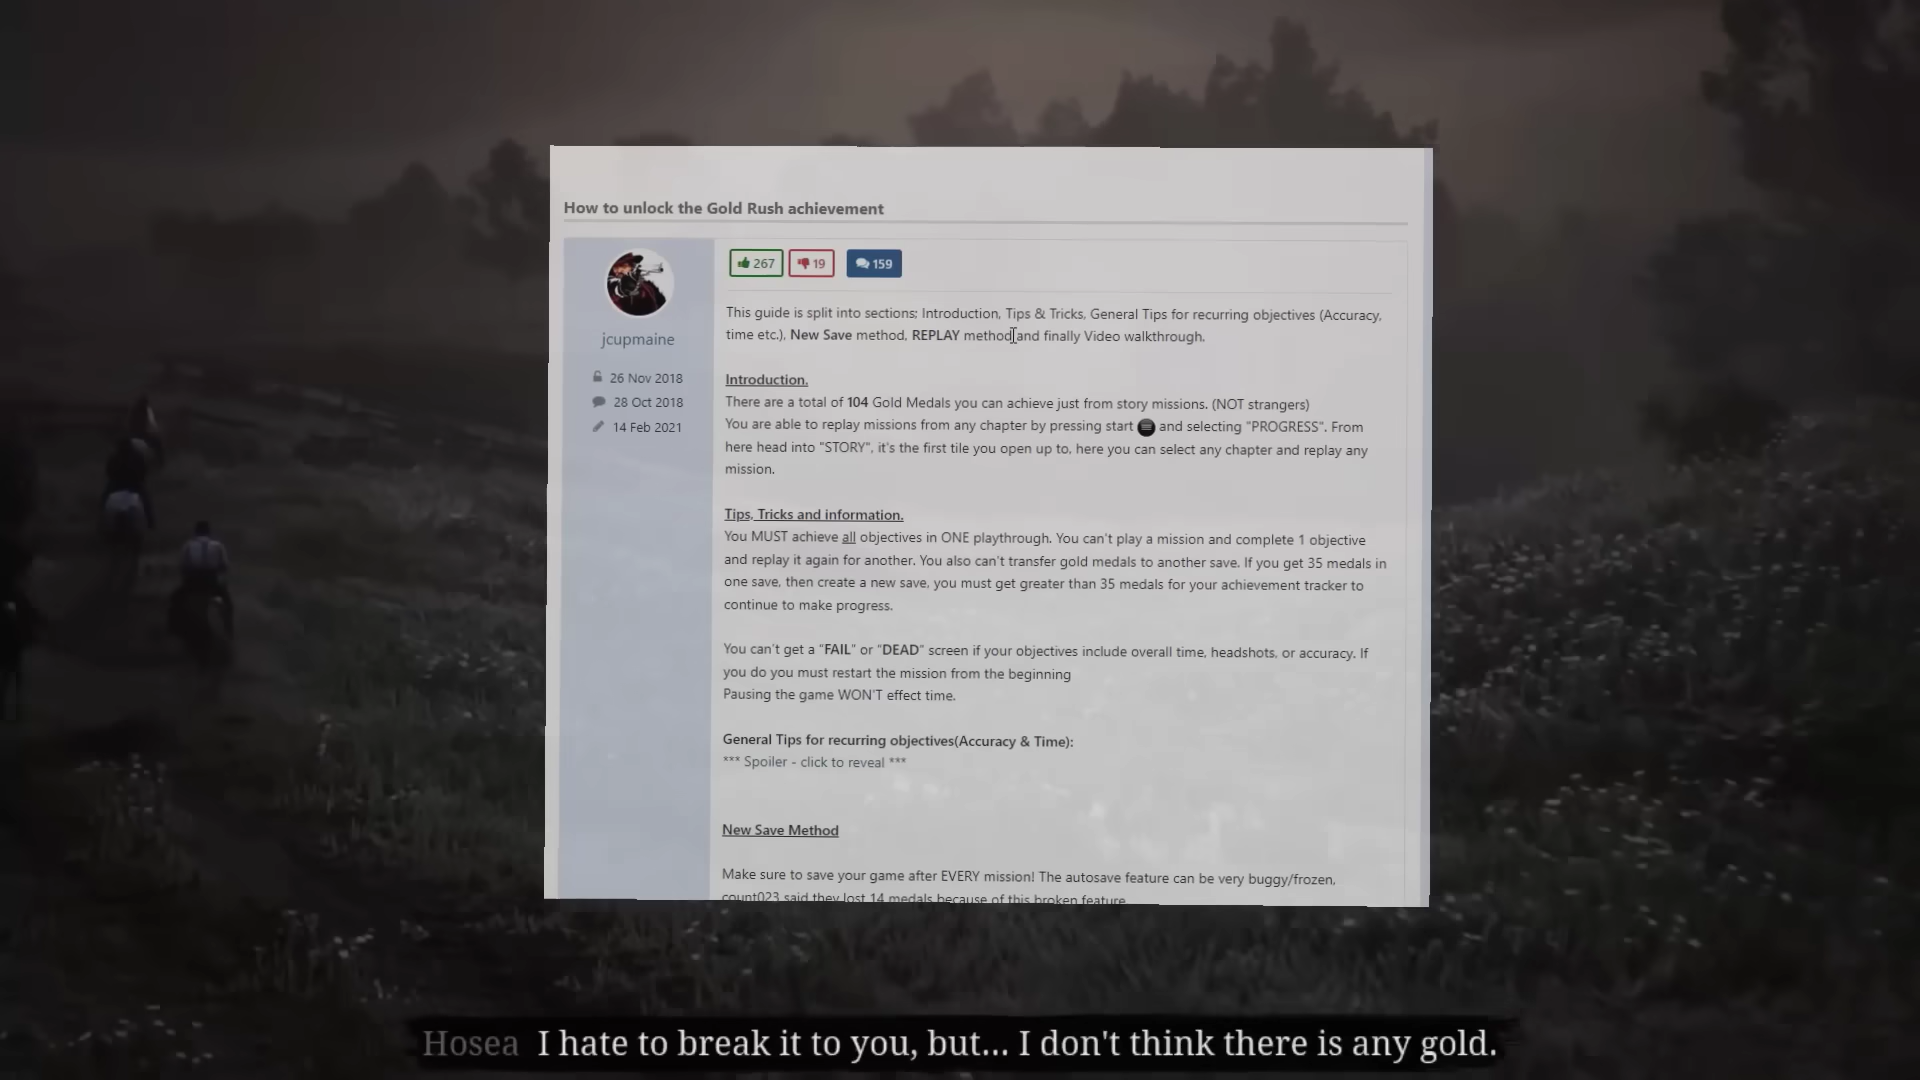 How to unlock the Gold Rush achievement
267 19 159
jcupmaine
26 Nov 2018
28 Oct 2018
14 Feb 2021
This guide is split into sections; Introduction, Tips & Tricks, General Tips for recurring objectives (Accuracy,
time etc.), New Save method, REPLAY method and finally Video walkthrough.
Introduction.
There are a total of 104 Gold Medals you can achieve just from story missions. (NOT strangers)
You are able to replay missions from any chapter by pressing start and selecting "PROGRESS". From
here head into "STORY", it's the first tile you open up to, here you can select any chapter and replay any
mission.
Tips, Tricks and information.
You MUST achieve all objectives in ONE playthrough. You can't play a mission and complete 1 objective
and replay it again for another. You also can't transfer gold medals to another save. If you get 35 medals in
one save, then create a new save, you must get greater than 35 medals for your achievement tracker to
continue to make progress.
You can't get a "FAIL" or "DEAD" screen if your objectives include overall time, headshots, or accuracy. If
you do you must restart the mission from the beginning
Pausing the game WON'T effect time.
General Tips for recurring objectives(Accuracy & Time):
*** Spoiler - click to reveal ***
New Save Method
Make sure to save your game after EVERY mission! The autosave feature can be very buggy/frozen,
count023 said they lost 14 medals because of this broken feature.
Hosea I hate to break it to you, but... I don't think there is any gold.